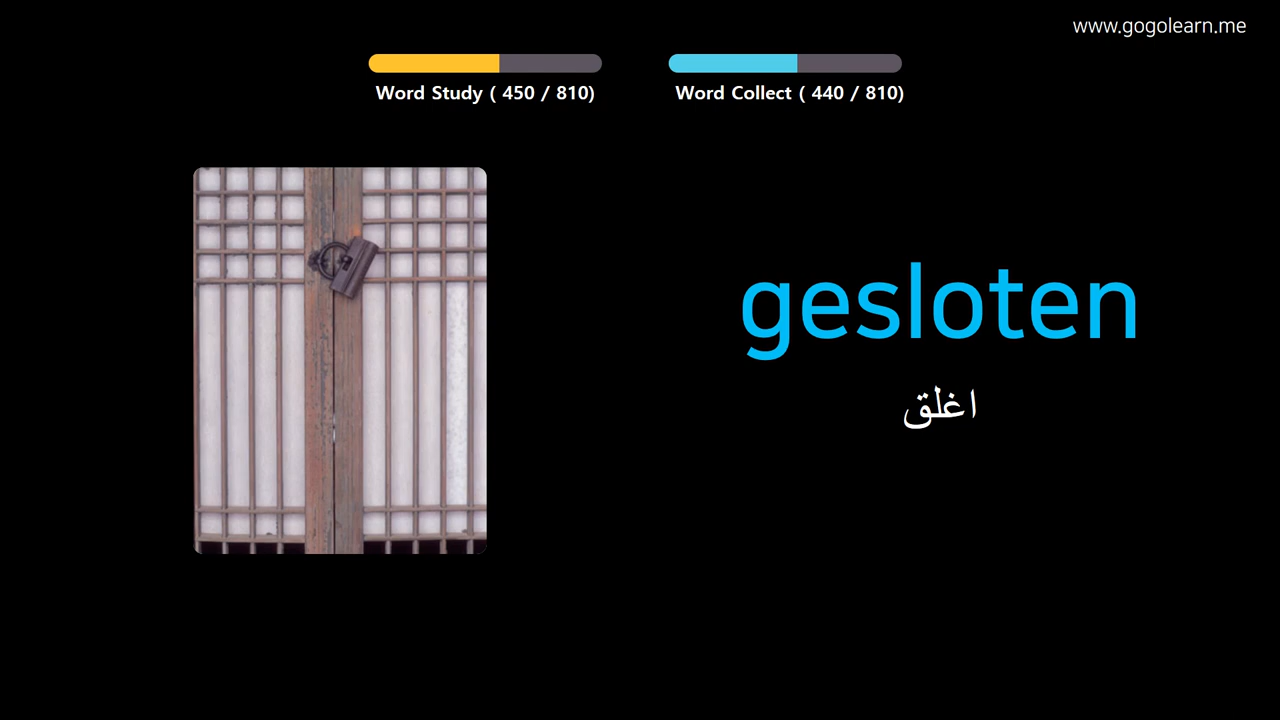 www.gogolearn.me
Word Study ( 450 / 810)
Word Collect ( 440 / 810)
gesloten
اغلق